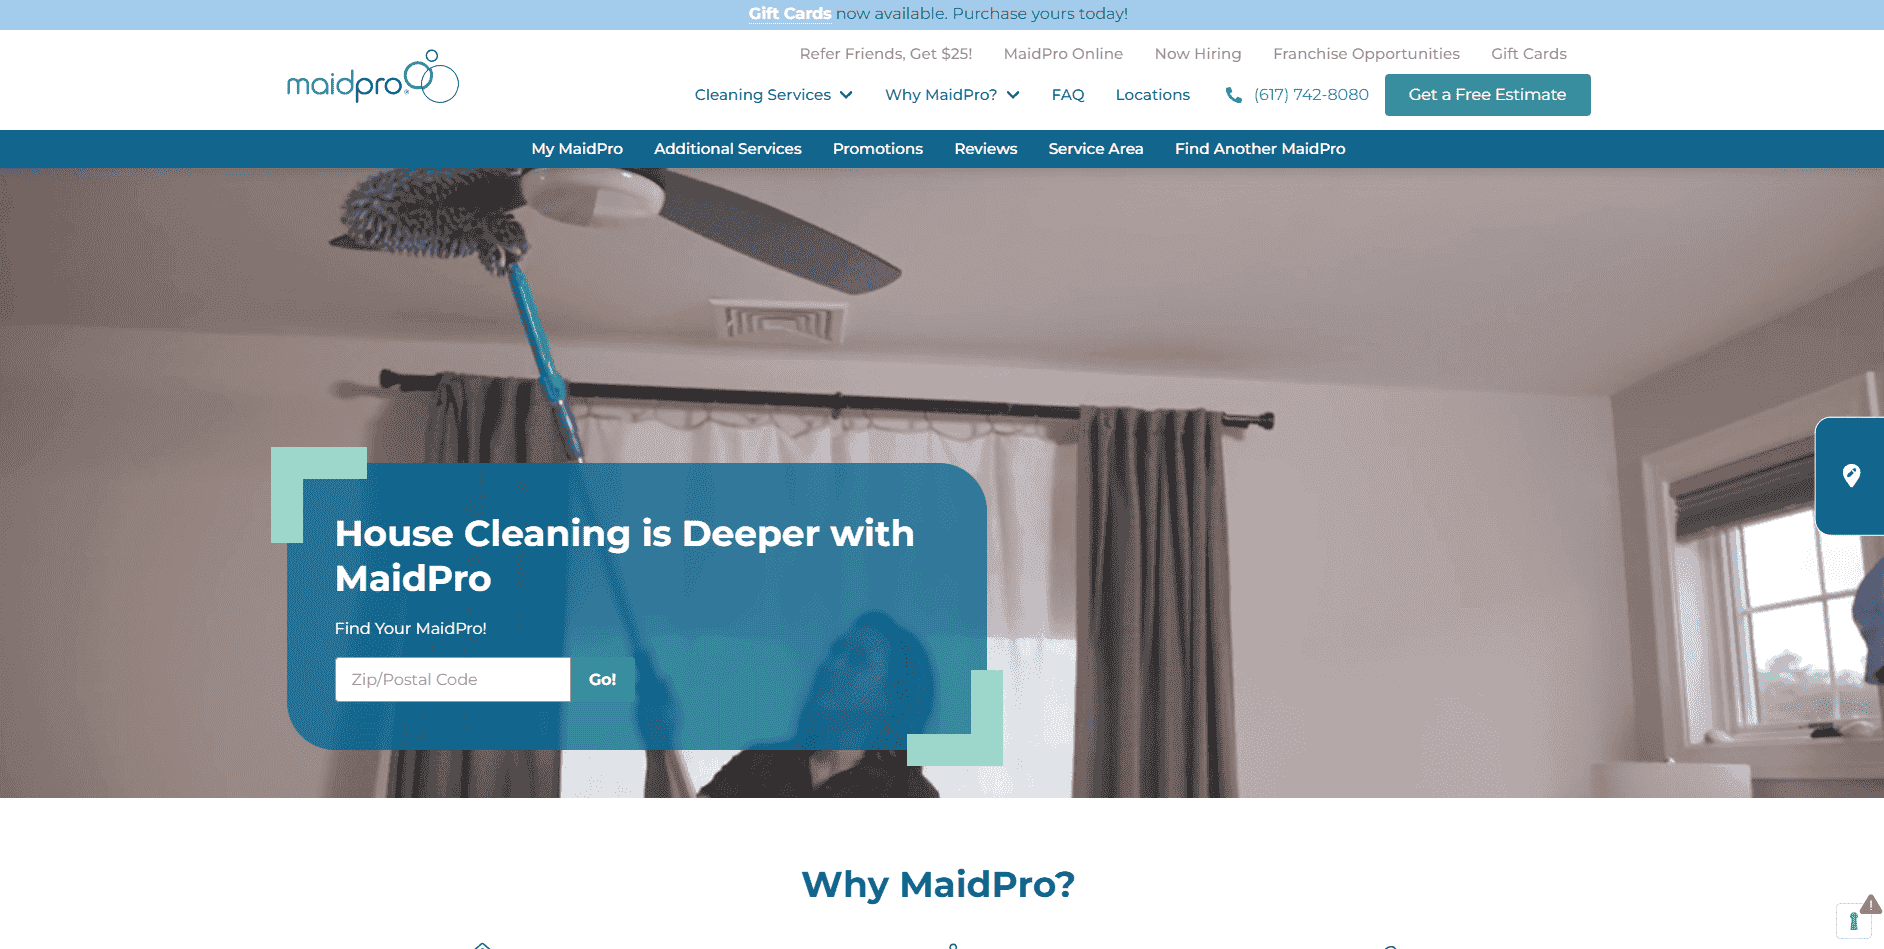 Gift Cards now available. Purchase yours today!
Refer Friends, Get $25! MaidPro Online Now Hiring Franchise Opportunities Gift Cards
maidpro
Cleaning Services Why MaidPro? FAQ Locations (617) 742-8080 Get a Free Estimate
My MaidPro Additional Services Promotions Reviews Service Area Find Another MaidPro
House Cleaning is Deeper with
MaidPro
Find Your MaidPro!
Zip/Postal Code Go!
Why MaidPro?